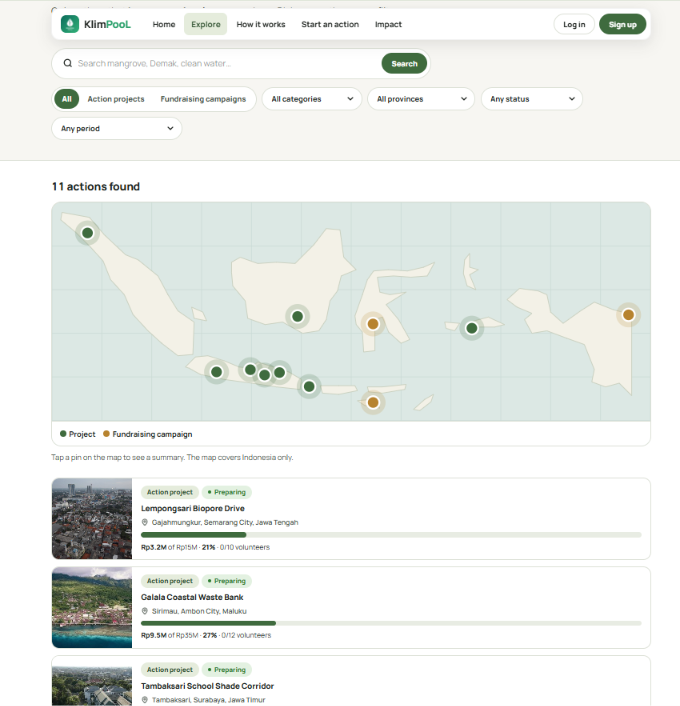 KlimPooL
Home
Explore
How it works
Start an action
Impact
Log in
Sign up
Search mangrove, Demak, clean water...
Search
All
Action projects
Fundraising campaigns
All categories
All provinces
Any status
Any period
11 actions found
Project
Fundraising campaign
Tap a pin on the map to see a summary. The map covers Indonesia only.
Action project
Preparing
Lempongsari Biopore Drive
Gajahmungkur, Semarang City, Jawa Tengah
Rp3.2M of Rp15M · 21% · 0/10 volunteers
Action project
Preparing
Galala Coastal Waste Bank
Sirimau, Ambon City, Maluku
Rp9.5M of Rp35M · 27% · 0/12 volunteers
Action project
Preparing
Tambaksari School Shade Corridor
Tambaksari, Surabaya, Jawa Timur